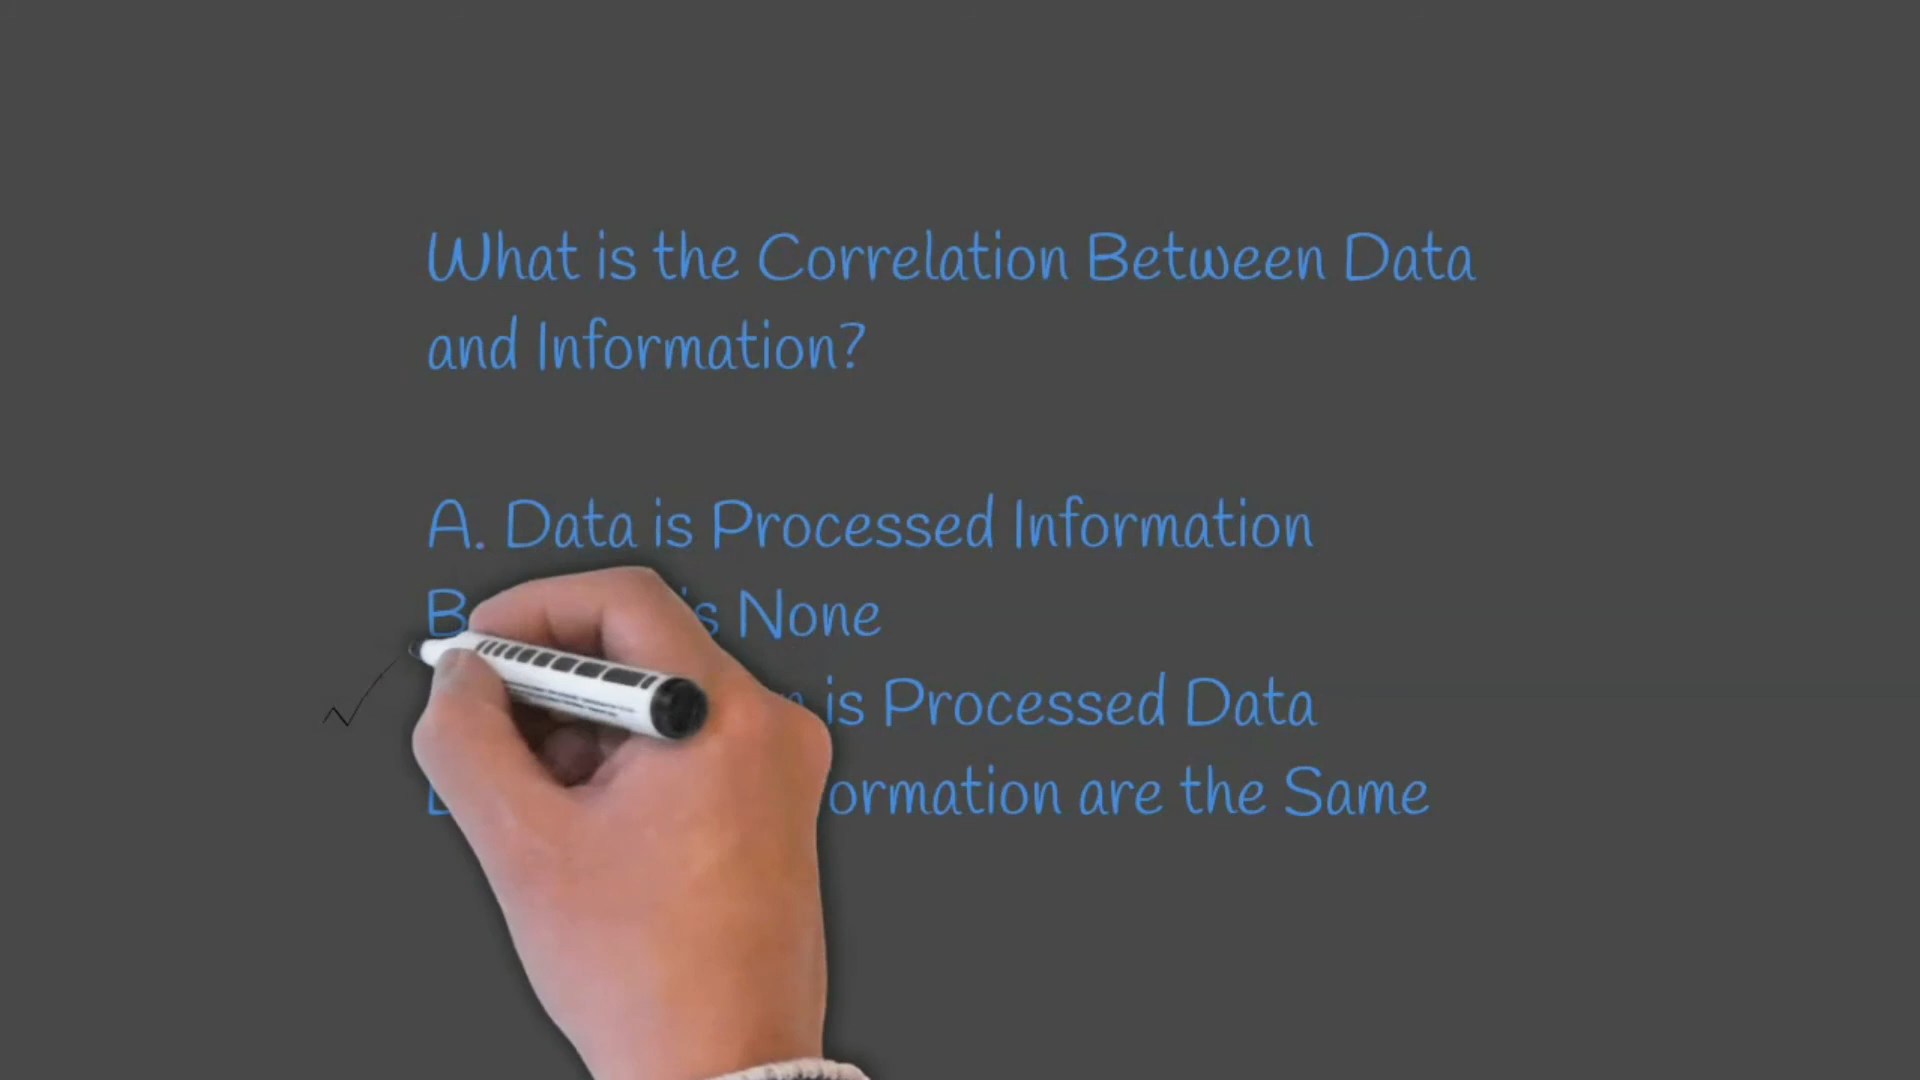 What is the Correlation Between Data
and Information?
A. Data is Processed Information
B is None
is Processed Data
are the Same